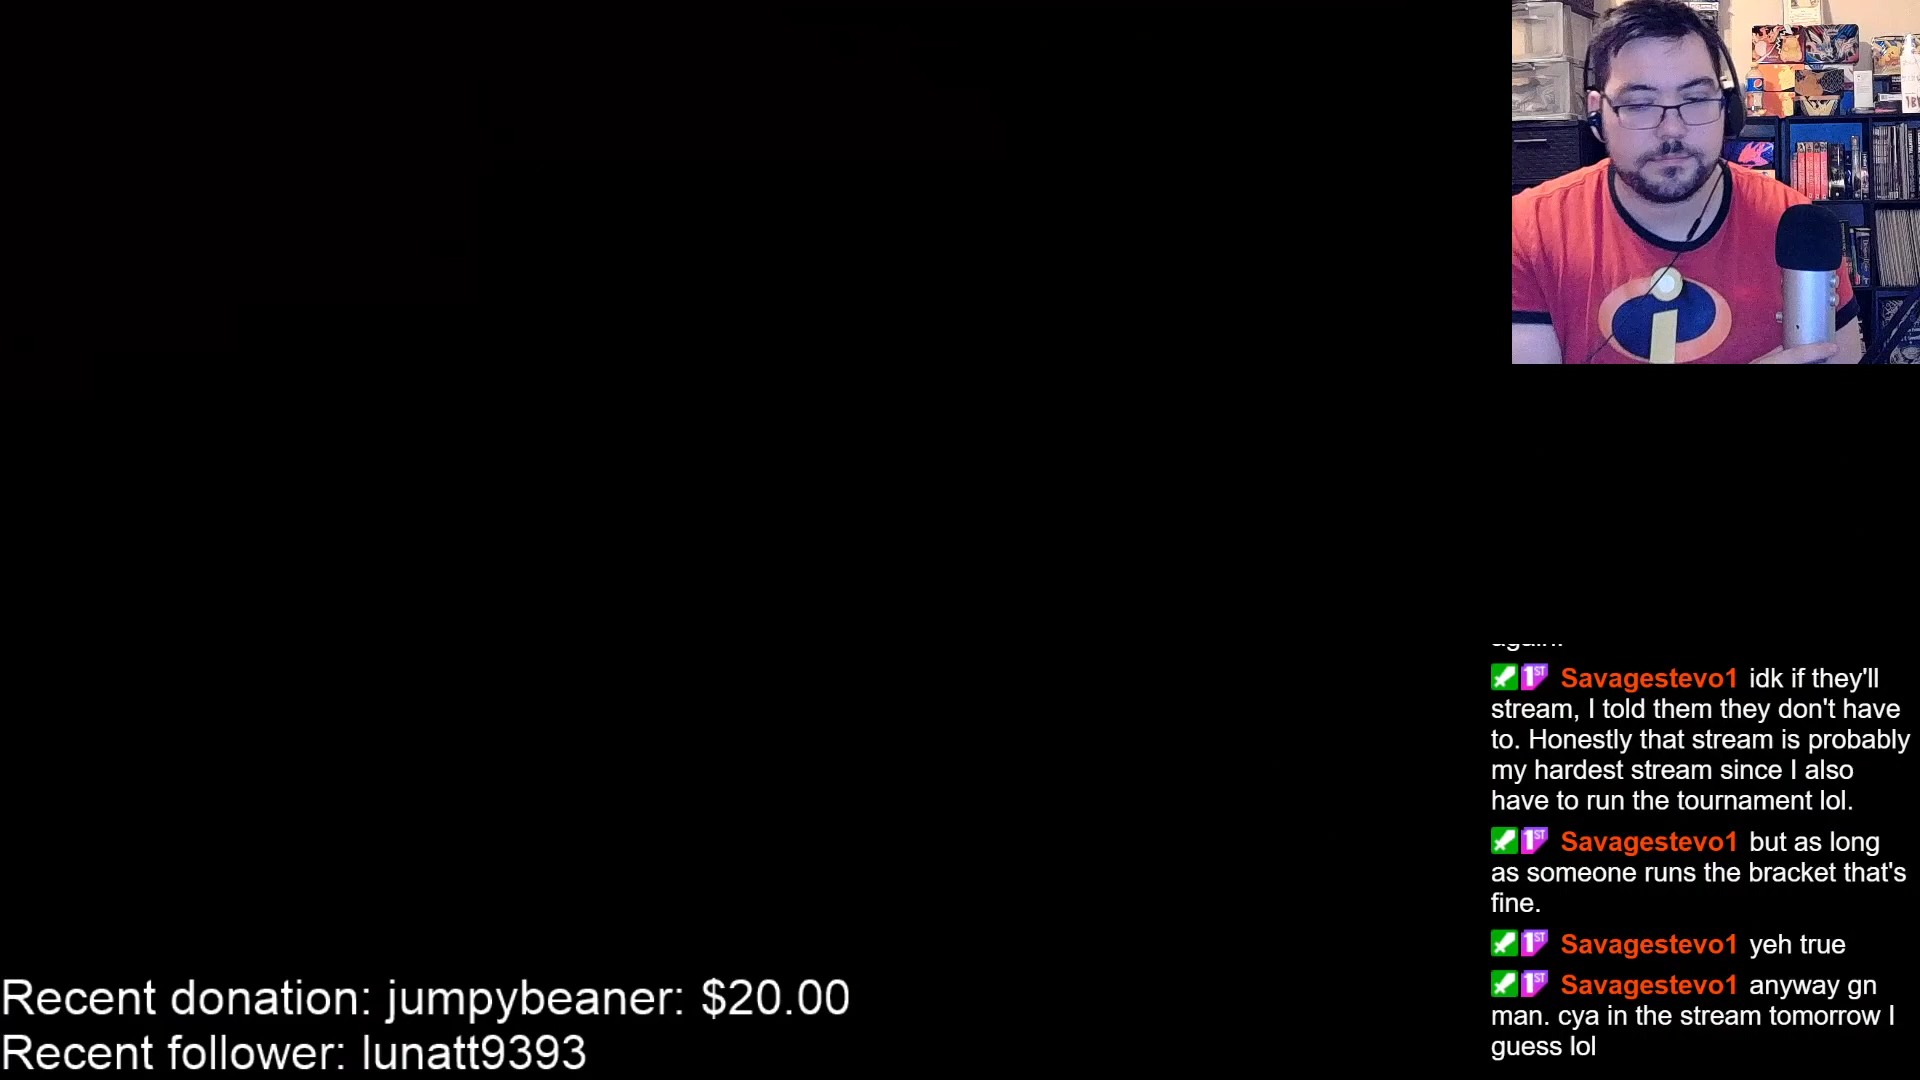 Savagestevo1 idk if they'll
stream, I told them they don't have
to. Honestly that stream is probably
my hardest stream since I also
have to run the tournament lol.
Savagestevo1 but as long
as someone runs the bracket that's
fine.
Savagestevo1 yeh true
Savagestevo1 anyway gn
man. cya in the stream tomorrow I
guess lol
Recent donation: jumpybeaner: $20.00
Recent follower: lunatt9393